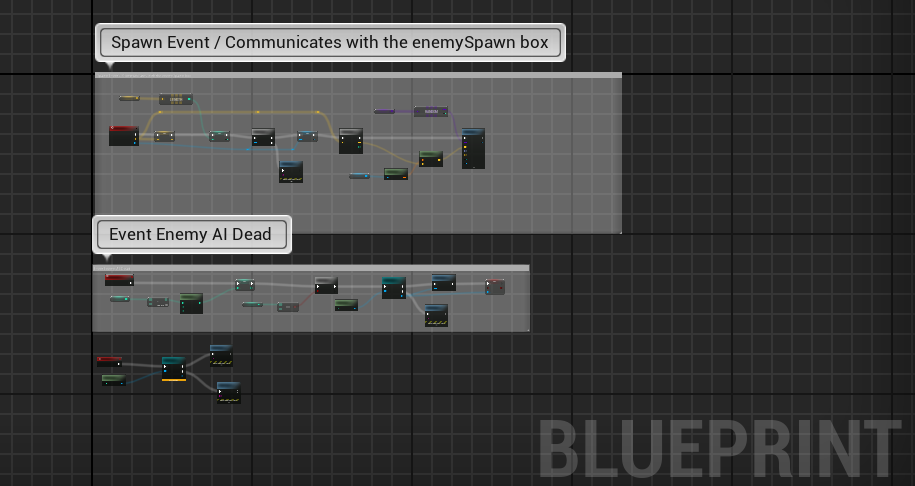 Spawn Event / Communicates with the enemySpawn box
Event Enemy AI Dead
BLUEPRINT